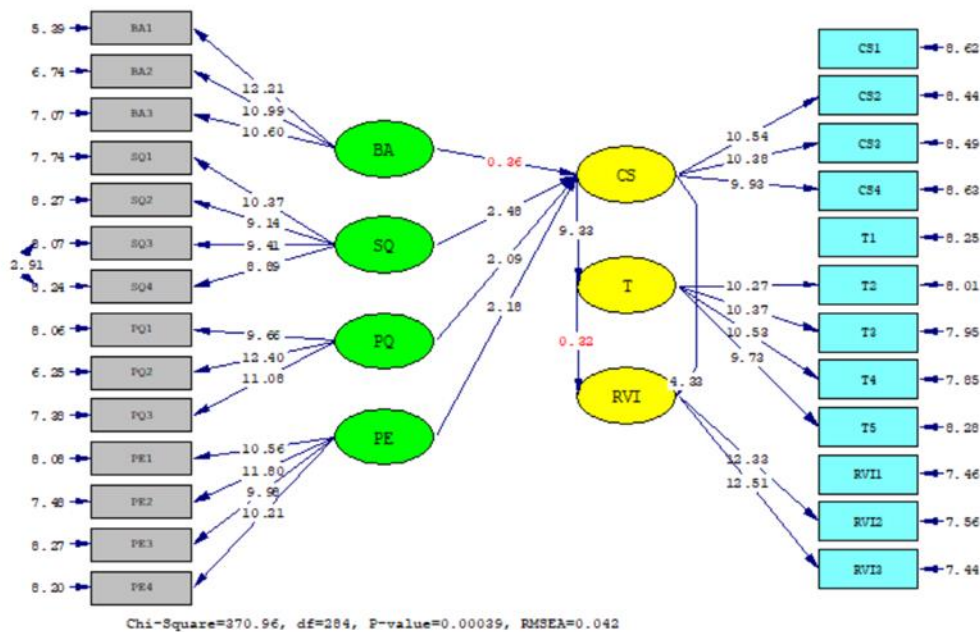 5.39 BA1
6.74 BA2
7.07 BA3
7.74 SQ1
8.27 SQ2
8.07 SQ3
2.91
8.24 SQ4
8.06 PQ1
6.25 PQ2
7.38 PQ3
8.08 PE1
7.48 PE2
8.27 PE3
8.20 PE4
12.21
10.99
10.60
10.37
9.14
9.41
8.89
9.66
12.40
11.08
10.56
11.80
9.98
10.21
BA
SQ
PQ
PE
0.36
2.48
2.09
2.18
CS
9.33
T
0.32
RVI
4.33
10.54
10.38
9.93
10.27
10.37
10.53
9.73
12.33
12.51
CS1 8.62
CS2 8.44
CS3 8.49
CS4 8.63
T1 8.25
T2 8.01
T3 7.95
T4 7.85
T5 8.28
RVI1 7.46
RVI2 7.56
RVI3 7.44
Chi-Square=370.96, df=284, P-value=0.00039, RMSEA=0.042